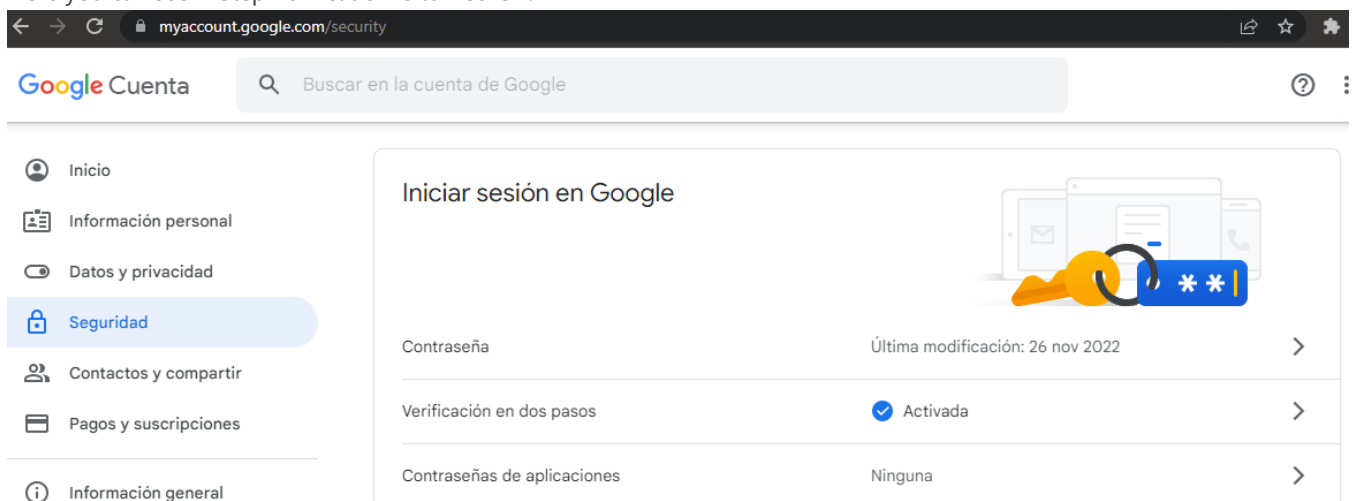 myaccount.google.com/security
Google Cuenta
Buscar en la cuenta de Google
Inicio
Información personal
Datos y privacidad
Seguridad
Contactos y compartir
Pagos y suscripciones
Información general
Iniciar sesión en Google
**
Contraseña Última modificación: 26 nov 2022
Verificación en dos pasos Activada
Contraseñas de aplicaciones Ninguna